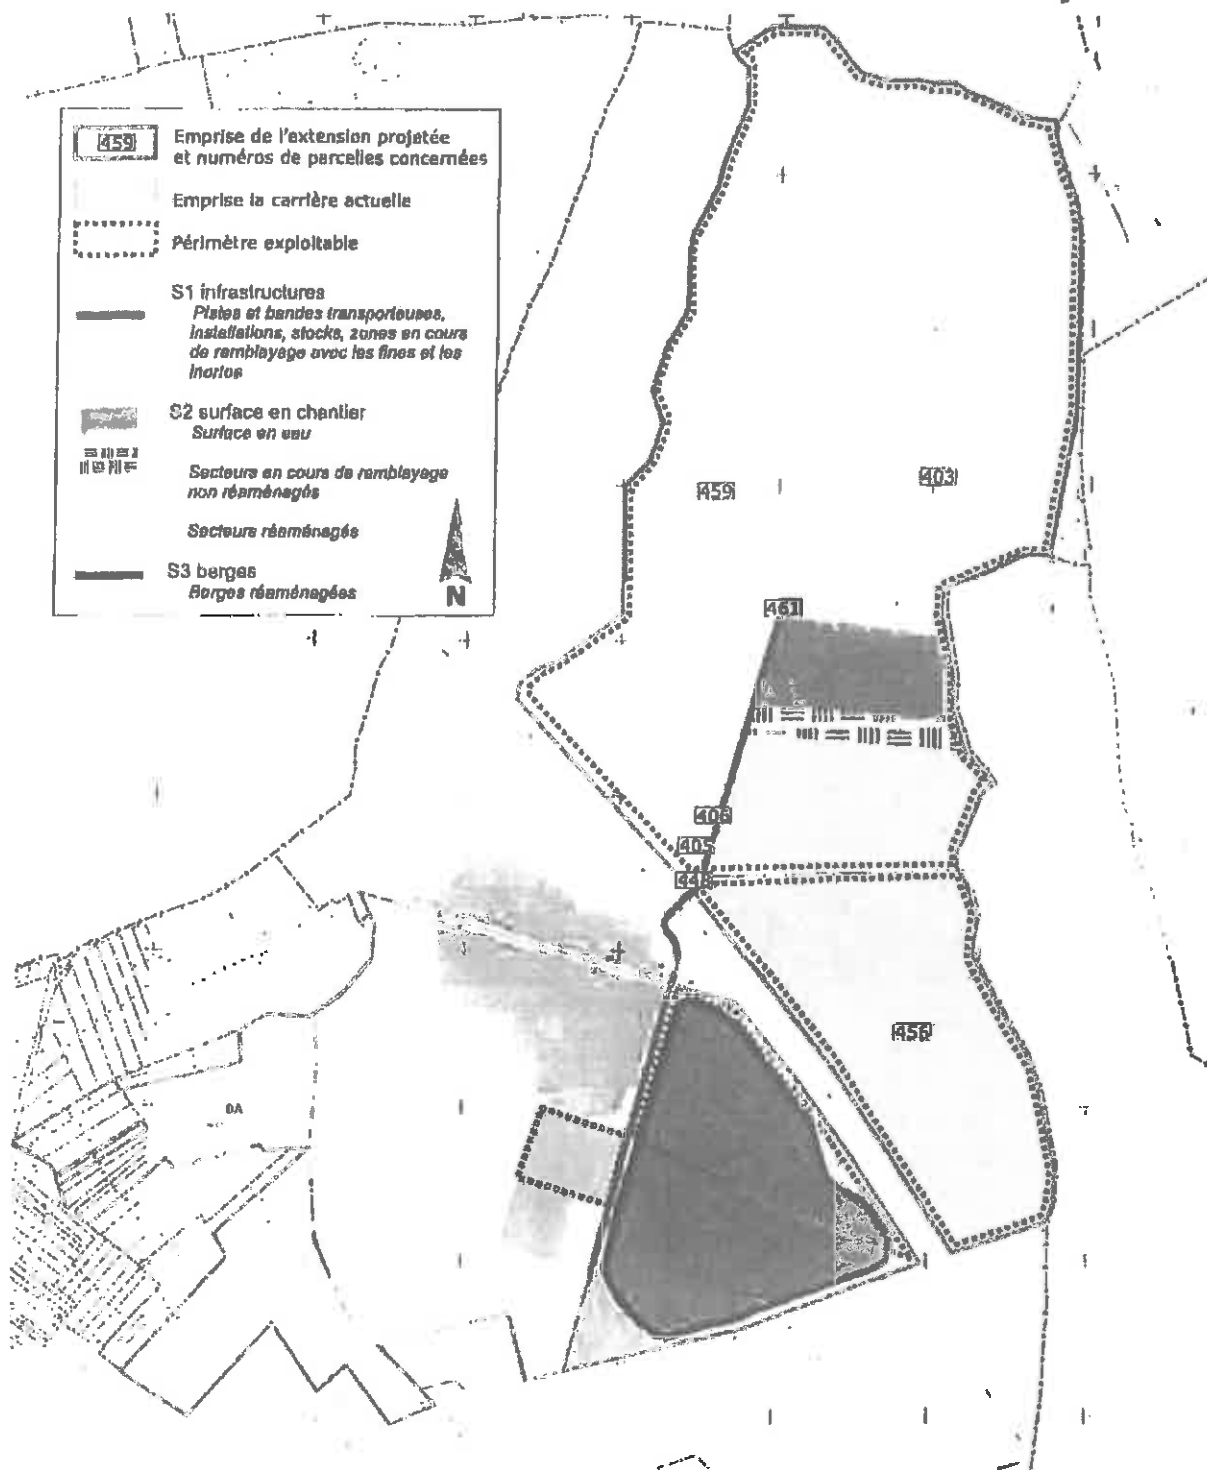 459
Emprise de l'extension projetée
et numéros de parcelles concernées
Emprise la carrière actuelle
Périmètre exploitable
S1 infrastructures
Pistes et bandes transporteuses,
installations, stocks, zones en cours
de remblayage avec les fines et les
inertes
S2 surface en chantier
Surface en eau
Secteurs en cours de remblayage
non réaménagés
Secteurs réaménagés
S3 berges
Berges réaménagées
N
459
403
461
406
405
448
456
DA